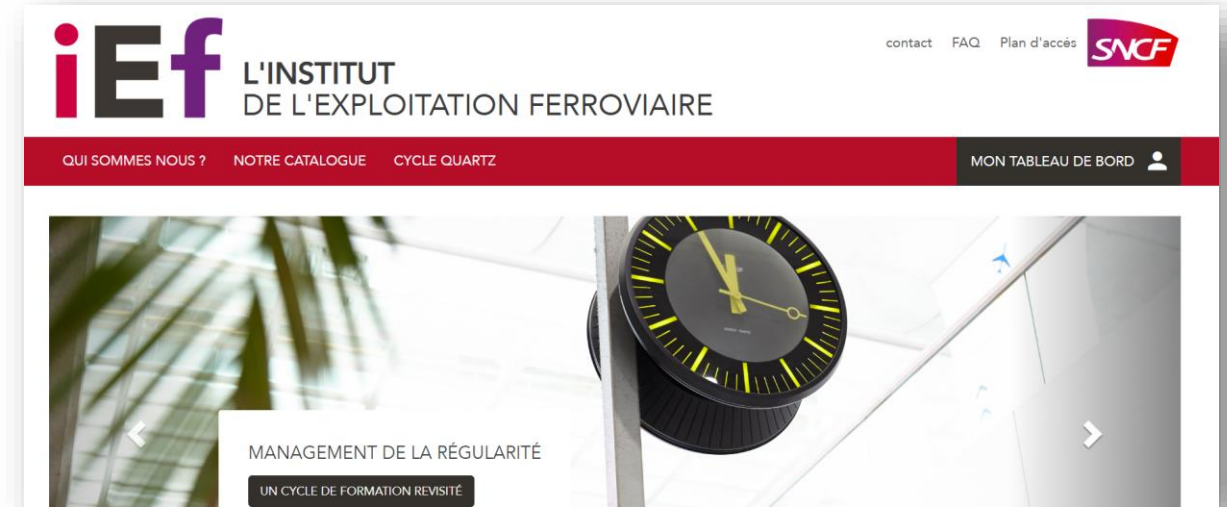 iEf
L'INSTITUT
DE L'EXPLOITATION FERROVIAIRE
contact FAQ Plan d'accès
SNCF
QUI SOMMES NOUS ? NOTRE CATALOGUE CYCLE QUARTZ MON TABLEAU DE BORD
MANAGEMENT DE LA RÉGULARITÉ
UN CYCLE DE FORMATION REVISITÉ